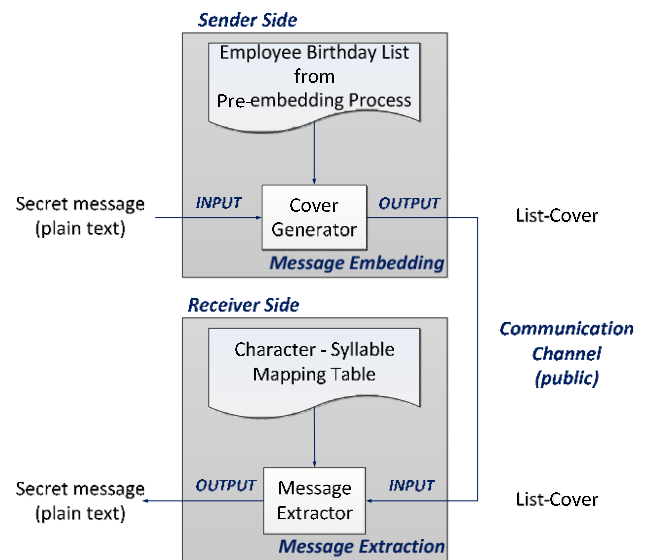 Sender Side
Employee Birthday List
from
Pre-embedding Process
Secret message
(plain text)
INPUT
Cover
Generator
OUTPUT
List-Cover
Message Embedding
Receiver Side
Communication
Channel
(public)
Character - Syllable
Mapping Table
Secret message
(plain text)
OUTPUT
Message
Extractor
INPUT
List-Cover
Message Extraction